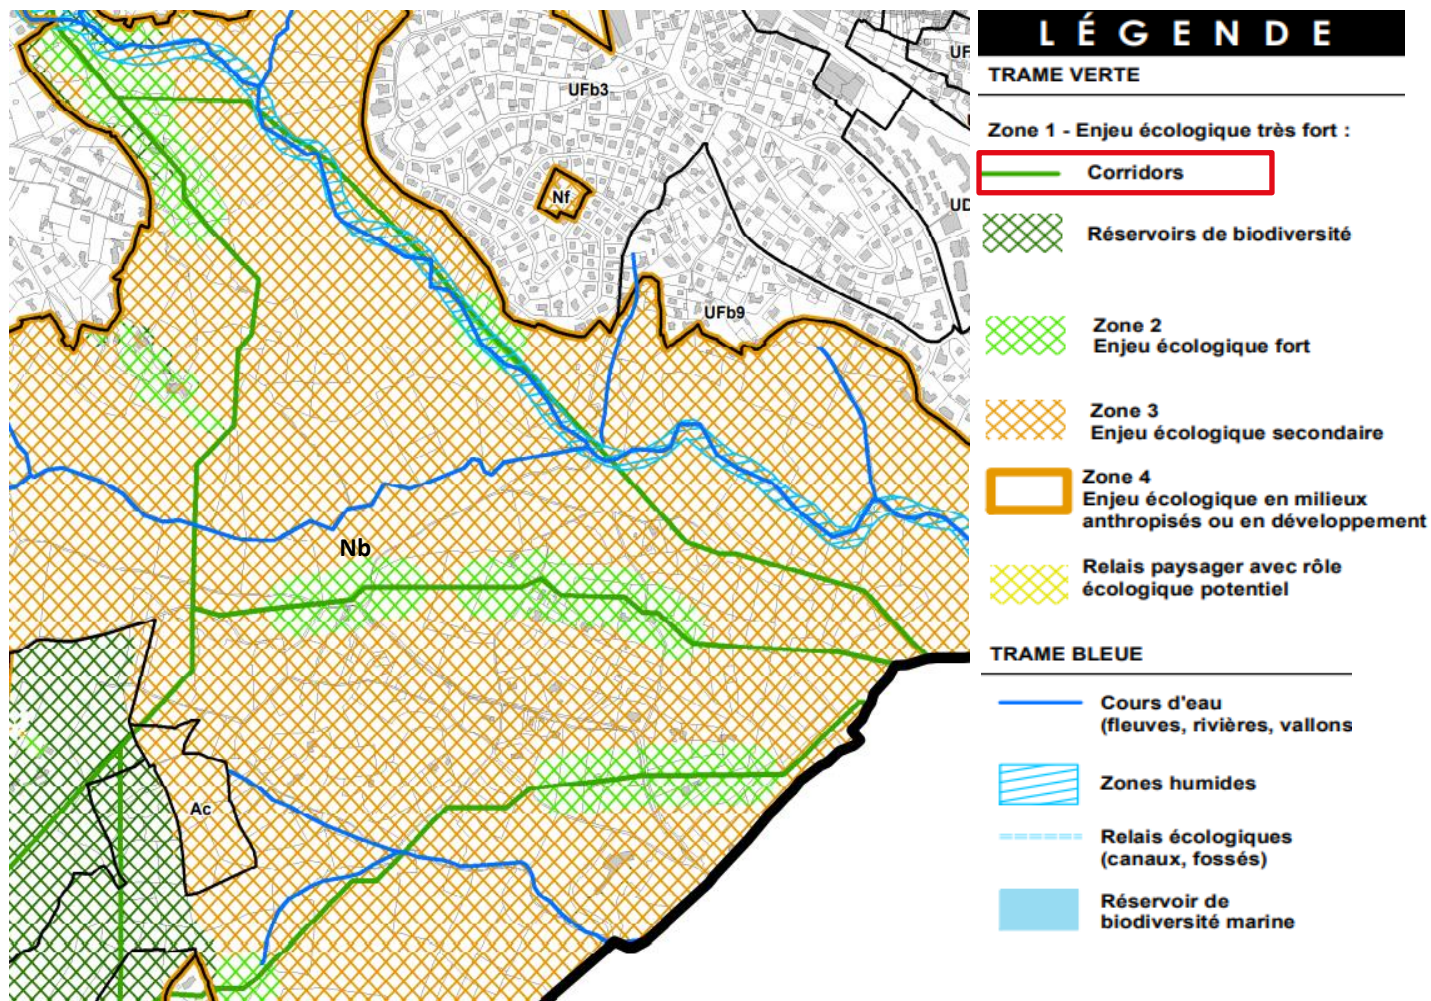 UFb3
UF
Nf
UD
UFb9
Nb
Ac
LÉGENDE
TRAME VERTE
Zone 1 - Enjeu écologique très fort :
Corridors
Réservoirs de biodiversité
Zone 2
Enjeu écologique fort
Zone 3
Enjeu écologique secondaire
Zone 4
Enjeu écologique en milieux
anthropisés ou en développement
Relais paysager avec rôle
écologique potentiel
TRAME BLEUE
Cours d'eau
(fleuves, rivières, vallons
Zones humides
Relais écologiques
(canaux, fossés)
Réservoir de
biodiversité marine